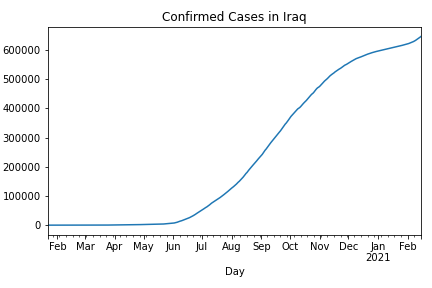 Confirmed Cases in Iraq
600000
500000
400000
300000
200000
100000
0
Feb Mar Apr May Jun Jul Aug Sep Oct Nov Dec Jan Feb
2021
Day